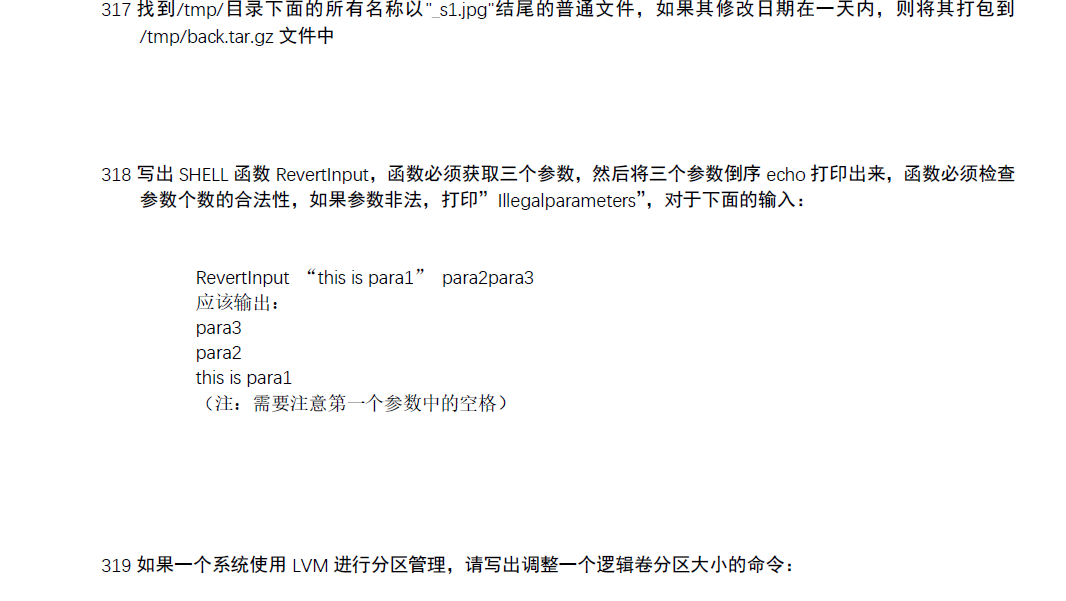 317 找到/tmp/目录下面的所有名称以"_s1.jpg"结尾的普通文件，如果其修改日期在一天内，则将其打包到
/tmp/back.tar.gz 文件中
318 写出 SHELL 函数 RevertInput，函数必须获取三个参数，然后将三个参数倒序 echo 打印出来，函数必须检查
参数个数的合法性，如果参数非法，打印”Illegalparameters”，对于下面的输入：
RevertInput “this is para1” para2para3
应该输出：
para3
para2
this is para1
（注：需要注意第一个参数中的空格）
319 如果一个系统使用 LVM 进行分区管理，请写出调整一个逻辑卷分区大小的命令：